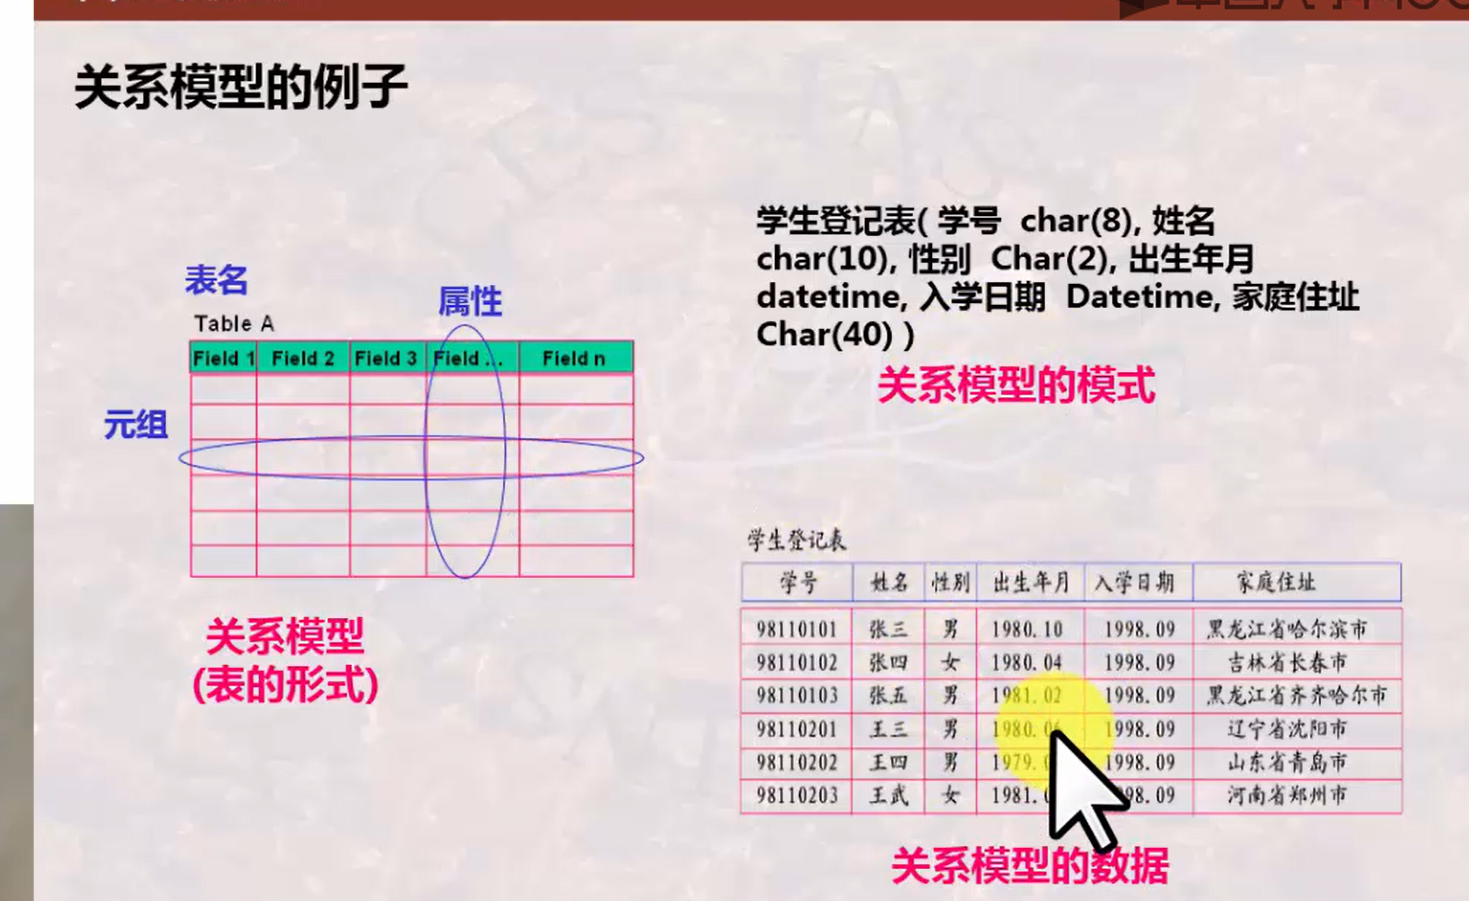 关系模型的例子
表名
属性
Table A
Field 1 Field 2 Field 3 Field ... Field n
元组
关系模型
(表的形式)
学生登记表( 学号 char(8), 姓名
char(10), 性别 Char(2), 出生年月
datetime, 入学日期 Datetime, 家庭住址
Char(40) )
关系模型的模式
学生登记表
学号 姓名 性别 出生年月 入学日期 家庭住址
98110101 张三 男 1980.10 1998.09 黑龙江省哈尔滨市
98110102 张四 女 1980.04 1998.09 吉林省长春市
98110103 张五 男 1981.02 1998.09 黑龙江省齐齐哈尔市
98110201 王三 男 1980.06 1998.09 辽宁省沈阳市
98110202 王四 男 1979. 1998.09 山东省青岛市
98110203 王武 女 1981. 98.09 河南省郑州市
关系模型的数据